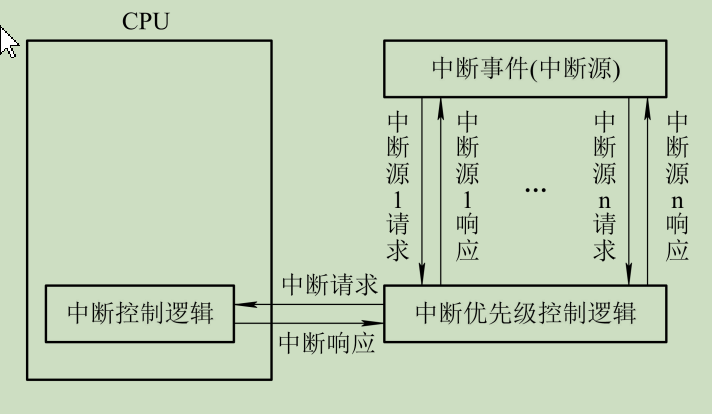 CPU
中断事件(中断源)
中断源1请求
中断源1响应
...
中断源n请求
中断源n响应
中断请求
中断控制逻辑
中断优先级控制逻辑
中断响应